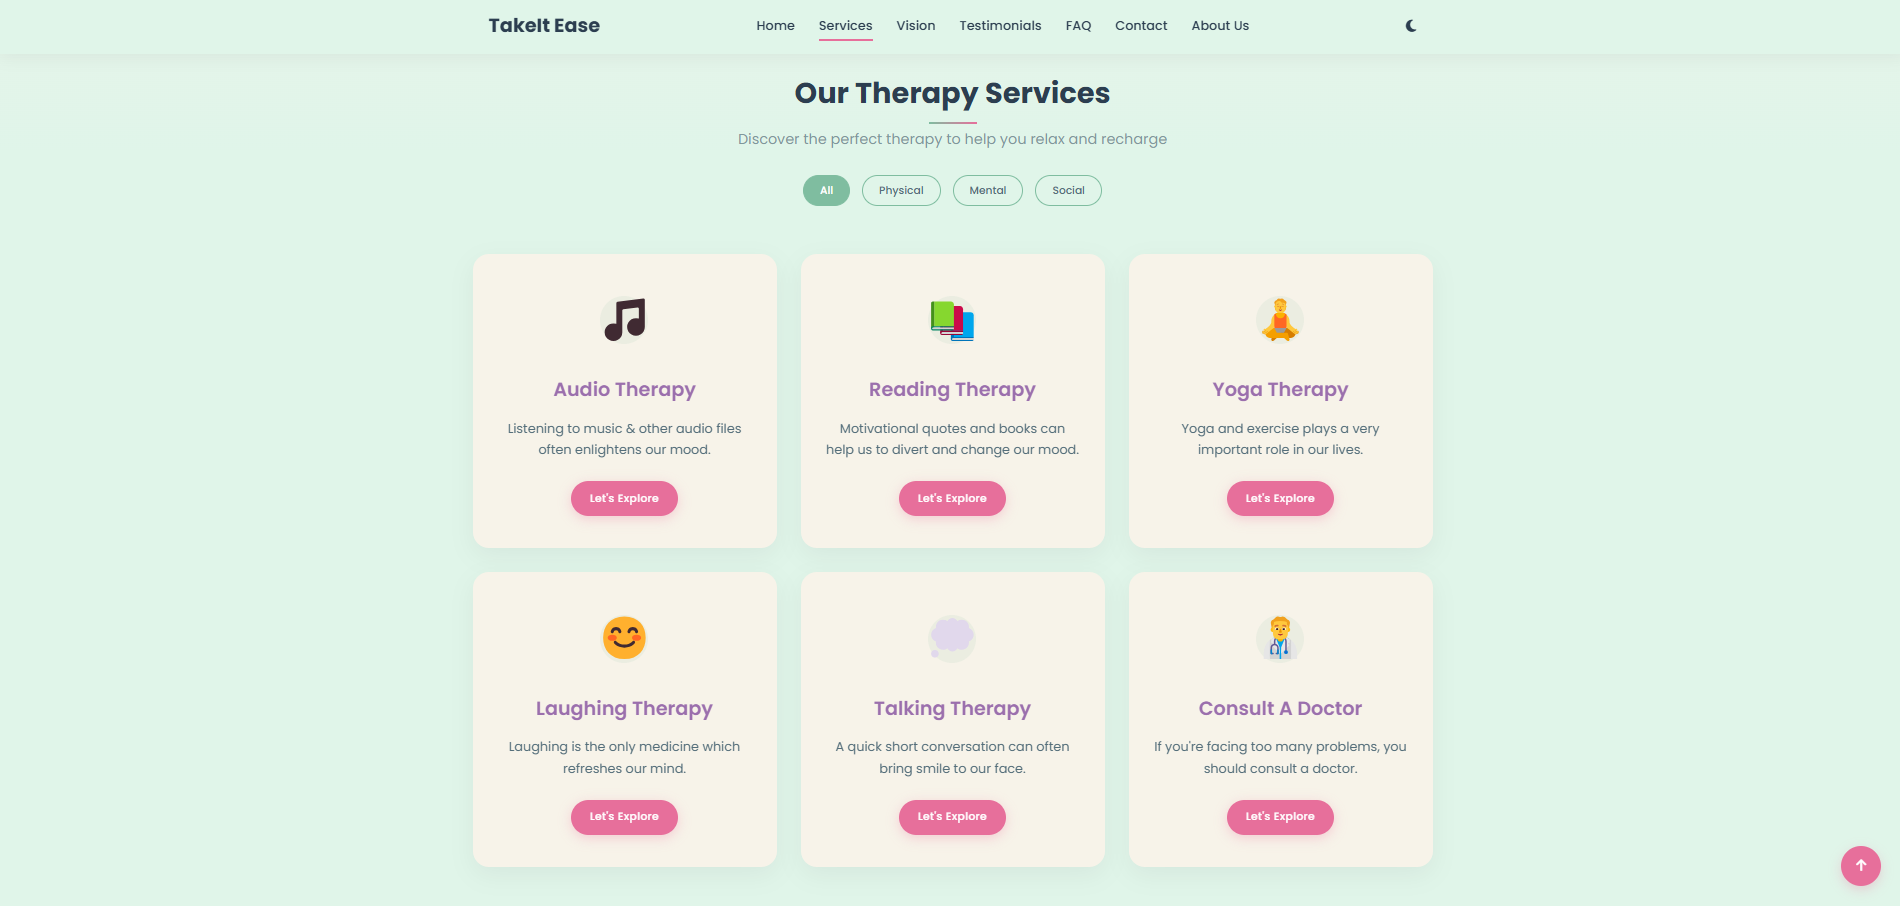 TakeIt Ease
Home
Services
Vision
Testimonials
FAQ
Contact
About Us
Our Therapy Services
Discover the perfect therapy to help you relax and recharge
All
Physical
Mental
Social
Audio Therapy
Listening to music & other audio files
often enlightens our mood.
Let's Explore
Reading Therapy
Motivational quotes and books can
help us to divert and change our mood.
Let's Explore
Yoga Therapy
Yoga and exercise plays a very
important role in our lives.
Let's Explore
Laughing Therapy
Laughing is the only medicine which
refreshes our mind.
Let's Explore
Talking Therapy
A quick short conversation can often
bring smile to our face.
Let's Explore
Consult A Doctor
If you're facing too many problems, you
should consult a doctor.
Let's Explore